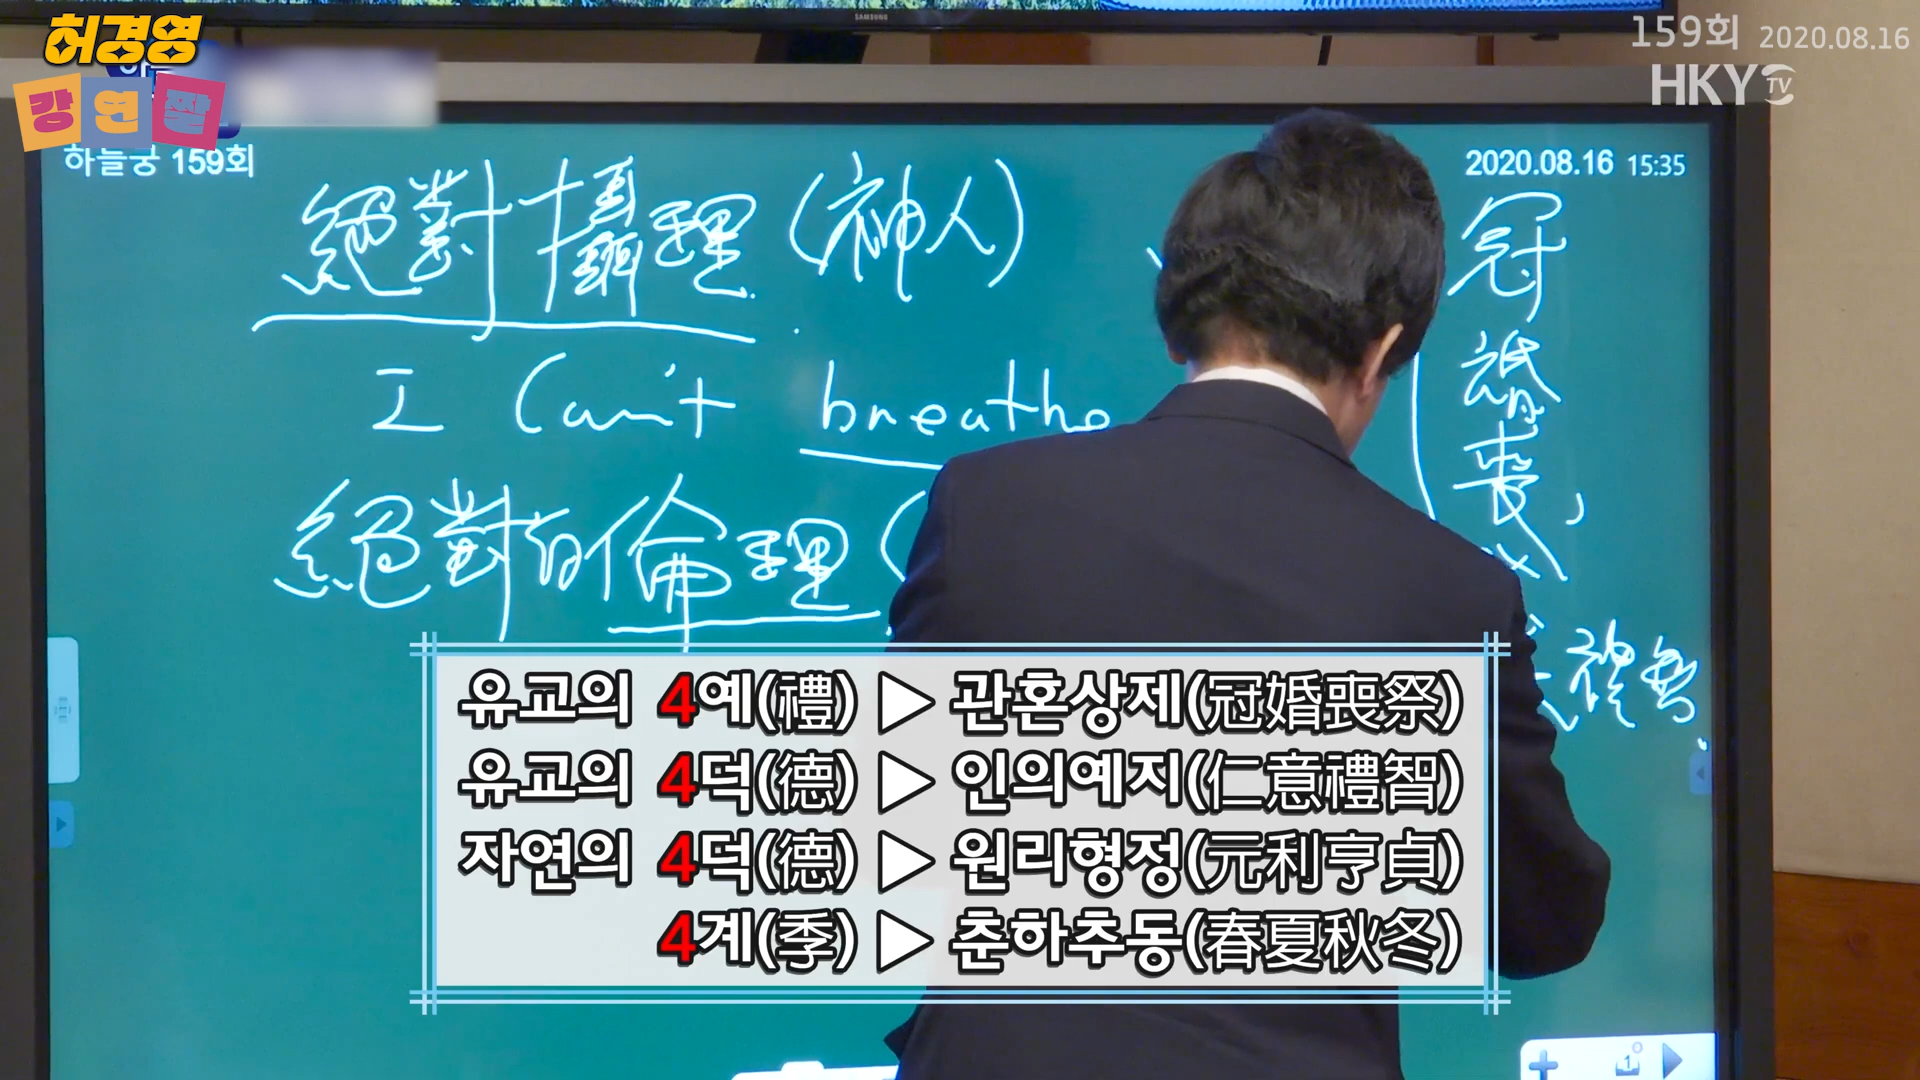 SAMSUNG
허경영
강연짤
159회 2020.08.16
HKY TV
하늘궁 159회
2020.08.16 15:35
絕對攝理(神人)
I Can't breathe
絕對的倫理(
冠
婚
喪
유교의 4예(禮) ▶ 관혼상제(冠婚喪祭)
유교의 4덕(德) ▶ 인의예지(仁意禮智)
자연의 4덕(德) ▶ 원리형정(元利亨貞)
4계(季) ▶ 춘하추동(春夏秋冬)